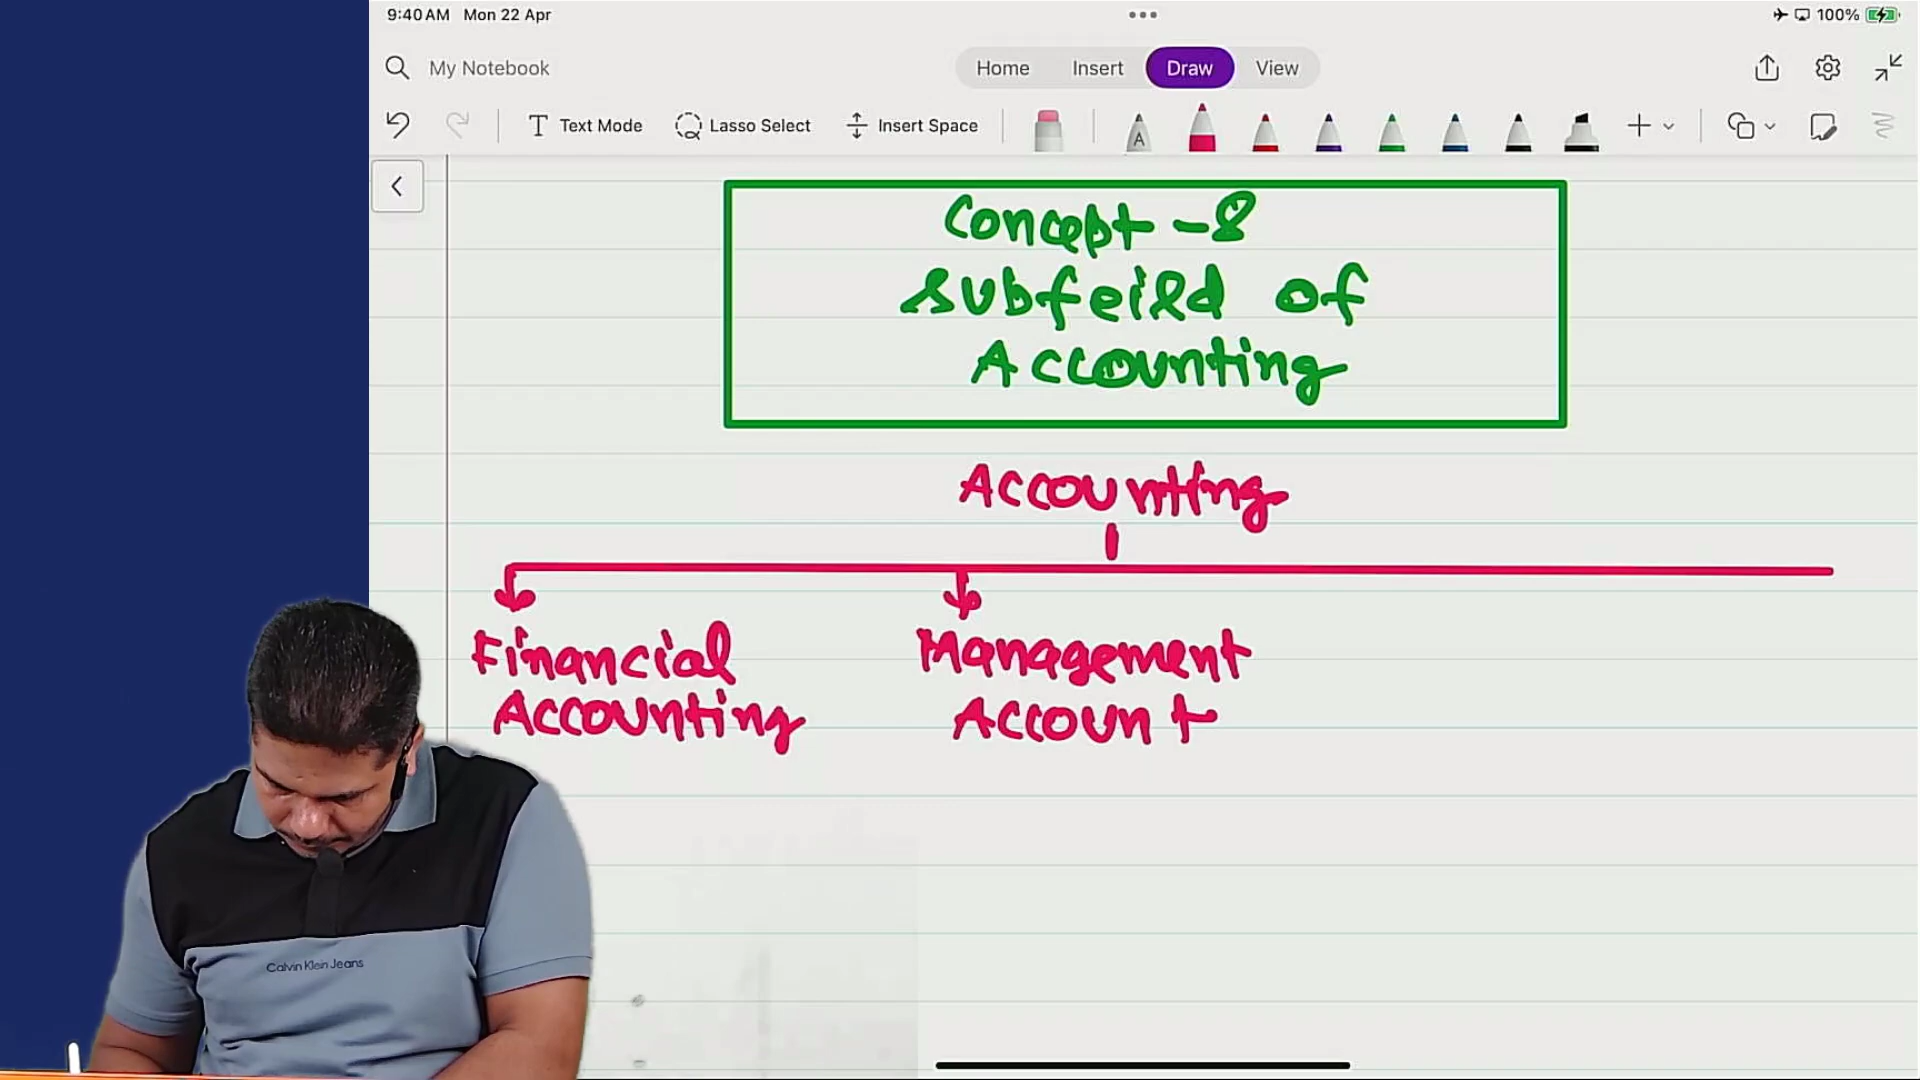 9:40 AM Mon 22 Apr
100%
My Notebook
Home Insert Draw View
Text Mode Lasso Select Insert Space
A
Concept - 8
Subfeild of
Accounting
Accounting
Financial
Accounting
Management
Account
Calvin Klein Jeans